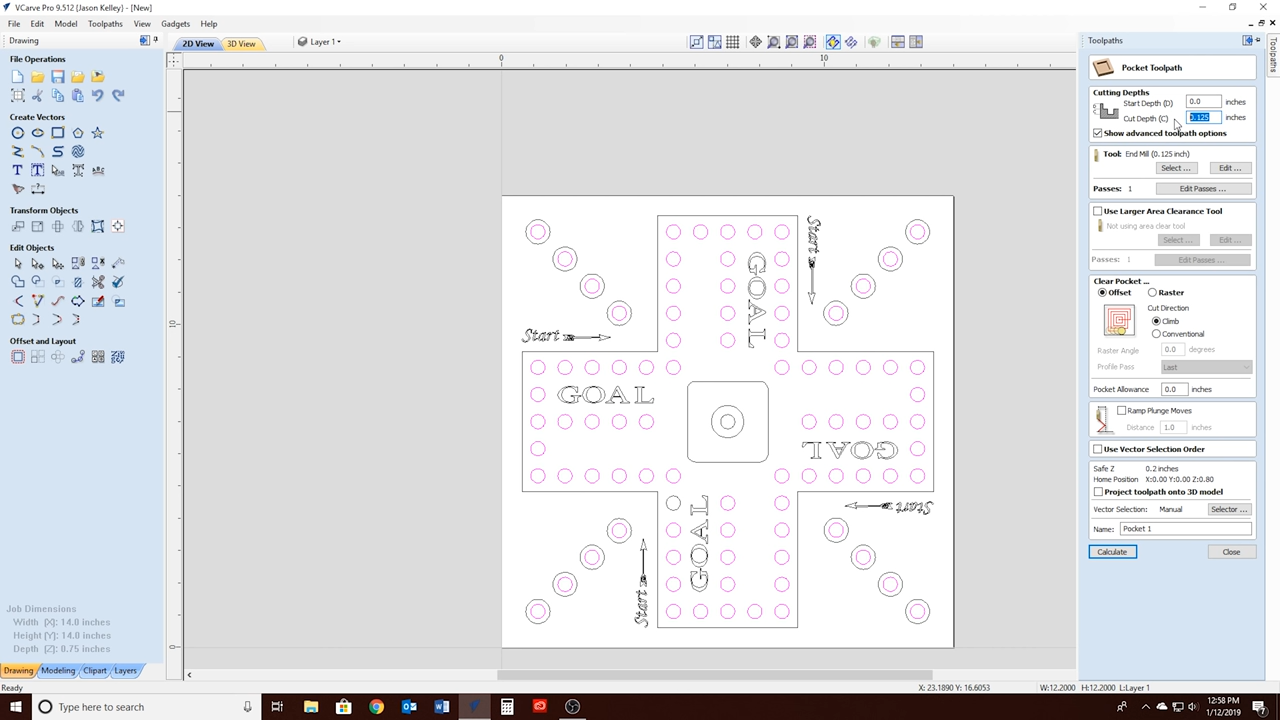 VCarve Pro 9.512 {Jason Kelley} - [New]
File Edit Model Toolpaths View Gadgets Help
Drawing
2D View 3D View Layer 1
Toolpaths
File Operations
Create Vectors
Transform Objects
Edit Objects
Offset and Layout
Job Dimensions
Width (X): 14.0 inches
Height (Y): 14.0 inches
Depth (Z): 0.75 inches
Drawing Modeling Clipart Layers
0 10
10
0
Start
GOAL
Start
GOAL
GOAL
Start
GOAL
Start
Pocket Toolpath
Cutting Depths
Start Depth (D) 0.0 inches
Cut Depth (C) 0.125 inches
Show advanced toolpath options
Tool: End Mill (0.125 inch)
Select ... Edit ...
Passes: 1 Edit Passes ...
Use Larger Area Clearance Tool
Not using area clear tool
Select ... Edit ...
Passes: 1 Edit Passes ...
Clear Pocket ...
Offset Raster
Cut Direction
Climb
Conventional
Raster Angle 0.0 degrees
Profile Pass Last
Pocket Allowance 0.0 inches
Ramp Plunge Moves
Distance 1.0 inches
Use Vector Selection Order
Safe Z 0.2 inches
Home Position X:0.00 Y:0.00 Z:0.80
Project toolpath onto 3D model
Vector Selection: Manual Selector ...
Name: Pocket 1
Calculate Close
Toolpaths
Ready X: 23.1890 Y: 16.6053 W:12.2000 H:12.2000 L:Layer 1
Type here to search
12:58 PM
1/12/2019